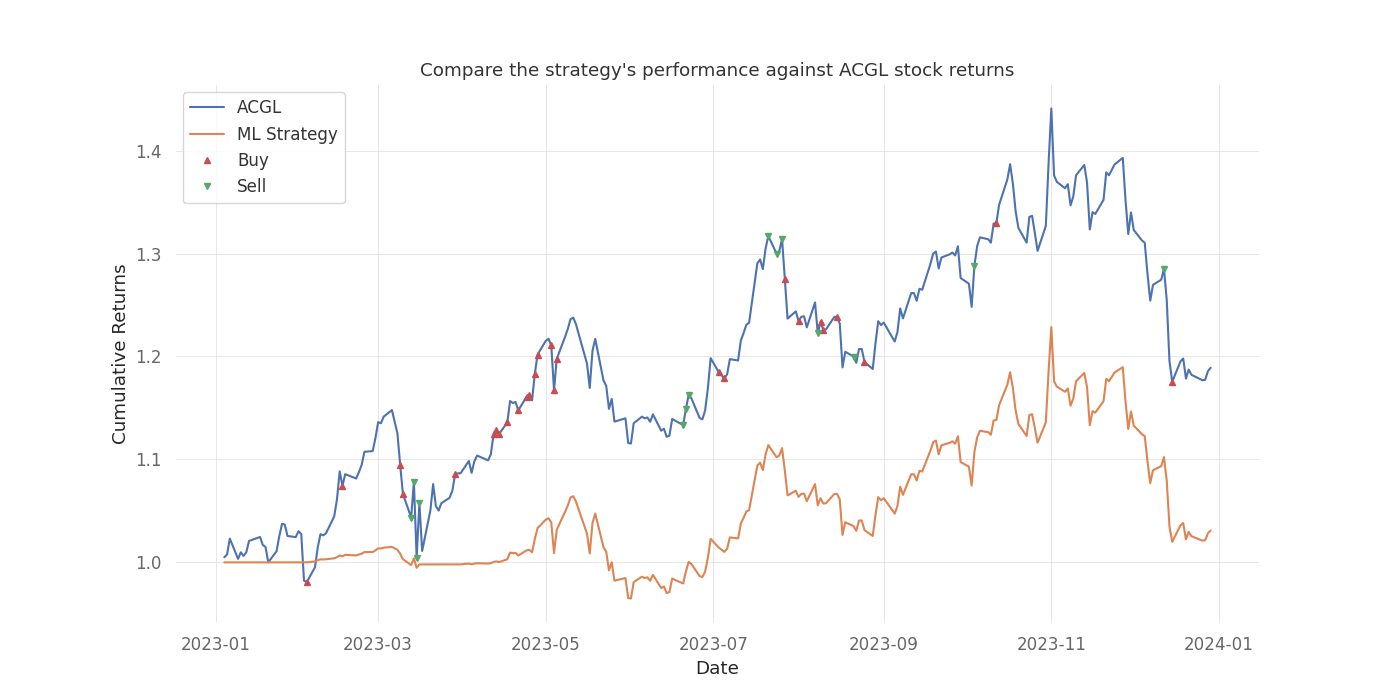 Compare the strategy's performance against ACGL stock returns
ACGL
ML Strategy
Buy
Sell
Cumulative Returns
1.4
1.3
1.2
1.1
1.0
2023-01
2023-03
2023-05
2023-07
2023-09
2023-11
2024-01
Date